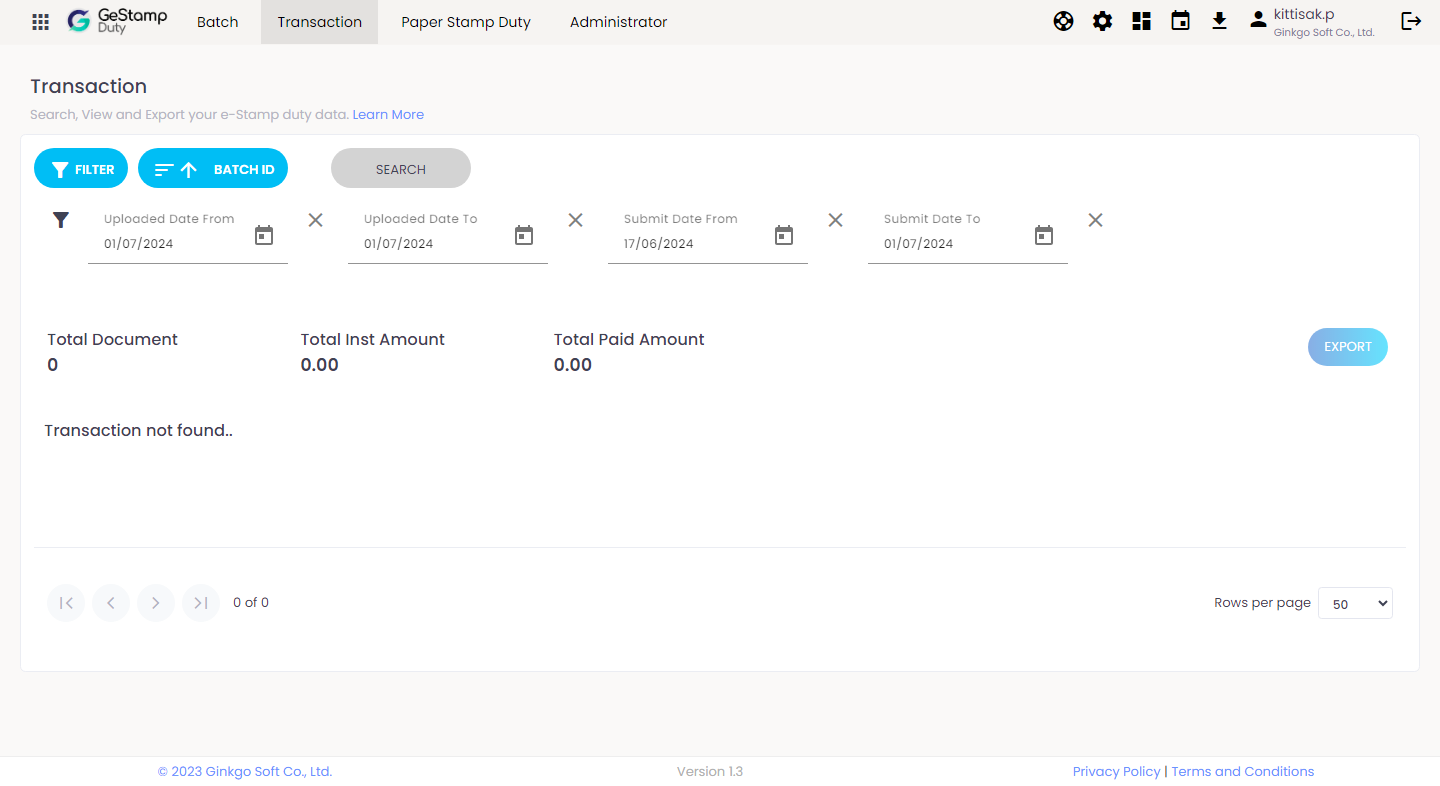 GeStamp
Duty
Batch
Transaction
Paper Stamp Duty
Administrator
kittisak.p
Ginkgo Soft Co., Ltd.
Transaction
Search, View and Export your e-Stamp duty data. Learn More
FILTER
BATCH ID
SEARCH
Uploaded Date From
01/07/2024
Uploaded Date To
01/07/2024
Submit Date From
17/06/2024
Submit Date To
01/07/2024
Total Document
0
Total Inst Amount
0.00
Total Paid Amount
0.00
EXPORT
Transaction not found..
0 of 0
Rows per page
50
© 2023 Ginkgo Soft Co., Ltd.
Version 1.3
Privacy Policy | Terms and Conditions